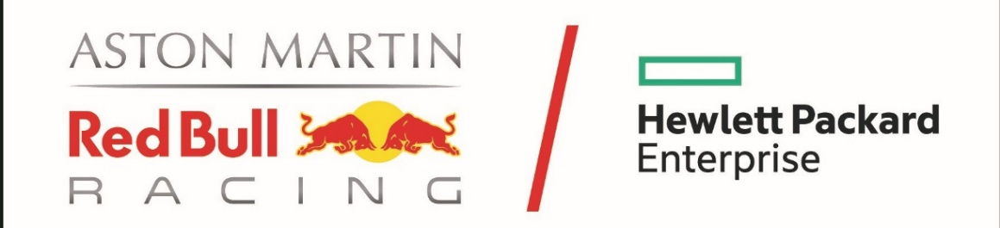 ASTON MARTIN
Red Bull
RACING
Hewlett Packard
Enterprise